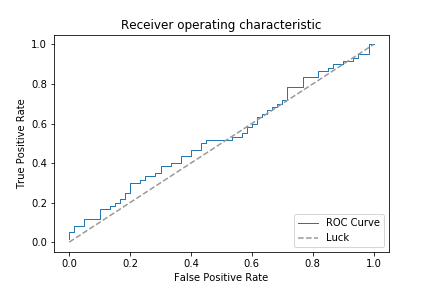 Receiver operating characteristic
True Positive Rate
1.0
0.8
0.6
0.4
0.2
0.0
ROC Curve
Luck
0.0 0.2 0.4 0.6 0.8 1.0
False Positive Rate